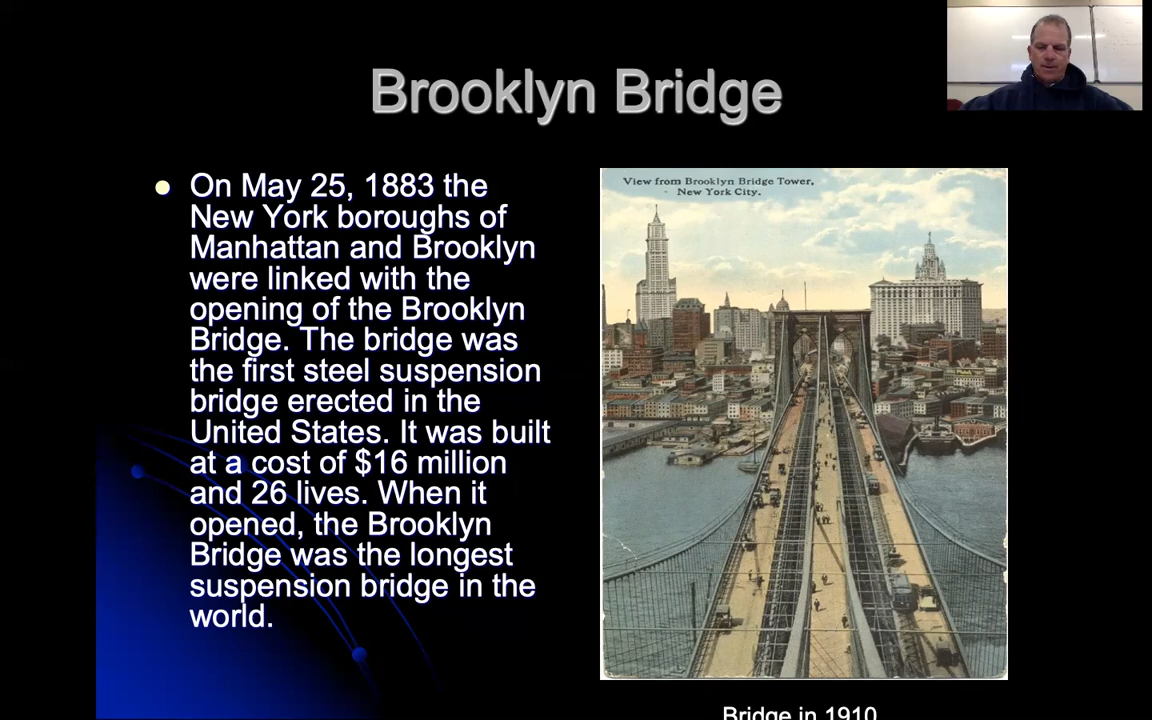 Brooklyn Bridge
On May 25, 1883 the
New York boroughs of
Manhattan and Brooklyn
were linked with the
opening of the Brooklyn
Bridge. The bridge was
the first steel suspension
bridge erected in the
United States. It was built
at a cost of $16 million
and 26 lives. When it
opened, the Brooklyn
Bridge was the longest
suspension bridge in the
world.
View from Brooklyn Bridge Tower,
New York City.
Bridge in 1910